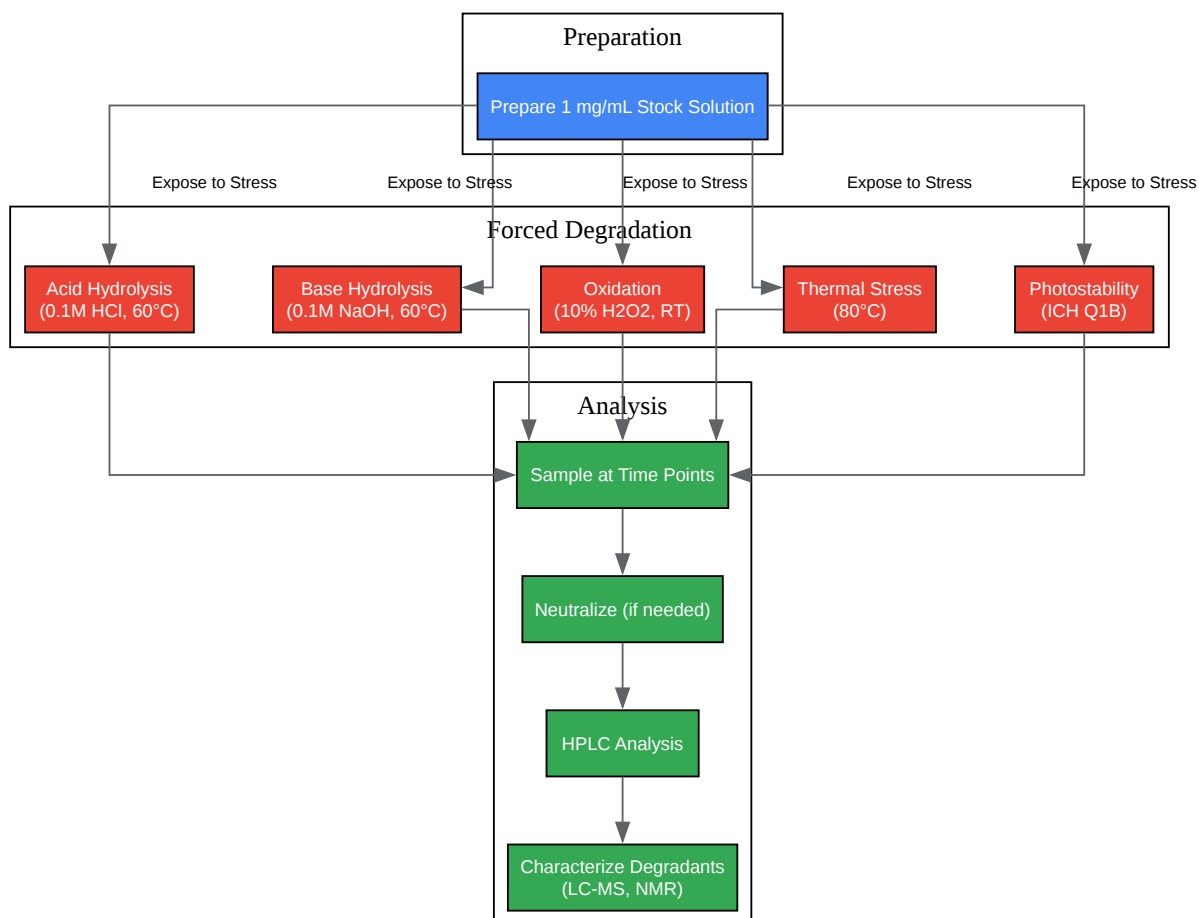 Preparation
Prepare 1 mg/mL Stock Solution
Expose to Stress
Expose to Stress
Expose to Stress
Expose to Stress
Expose to Stress
Forced Degradation
Acid Hydrolysis
(0.1M HCl, 60°C)
Base Hydrolysis
(0.1M NaOH, 60°C)
Oxidation
(10% H2O2, RT)
Thermal Stress
(80°C)
Photostability
(ICH Q1B)
Analysis
Sample at Time Points
Neutralize (if needed)
HPLC Analysis
Characterize Degradants
(LC-MS, NMR)